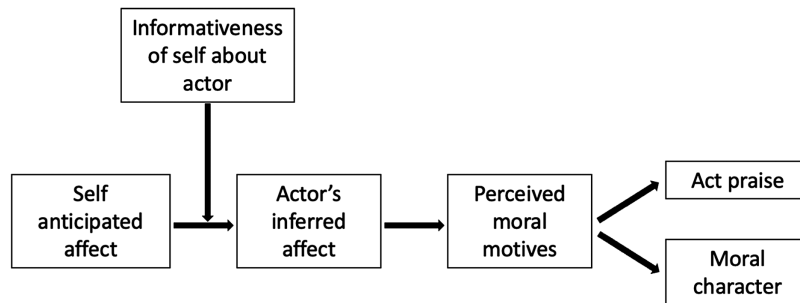 Informativeness
of self about
actor
Self
anticipated
affect
Actor's
inferred
affect
Perceived
moral
motives
Act praise
Moral
character